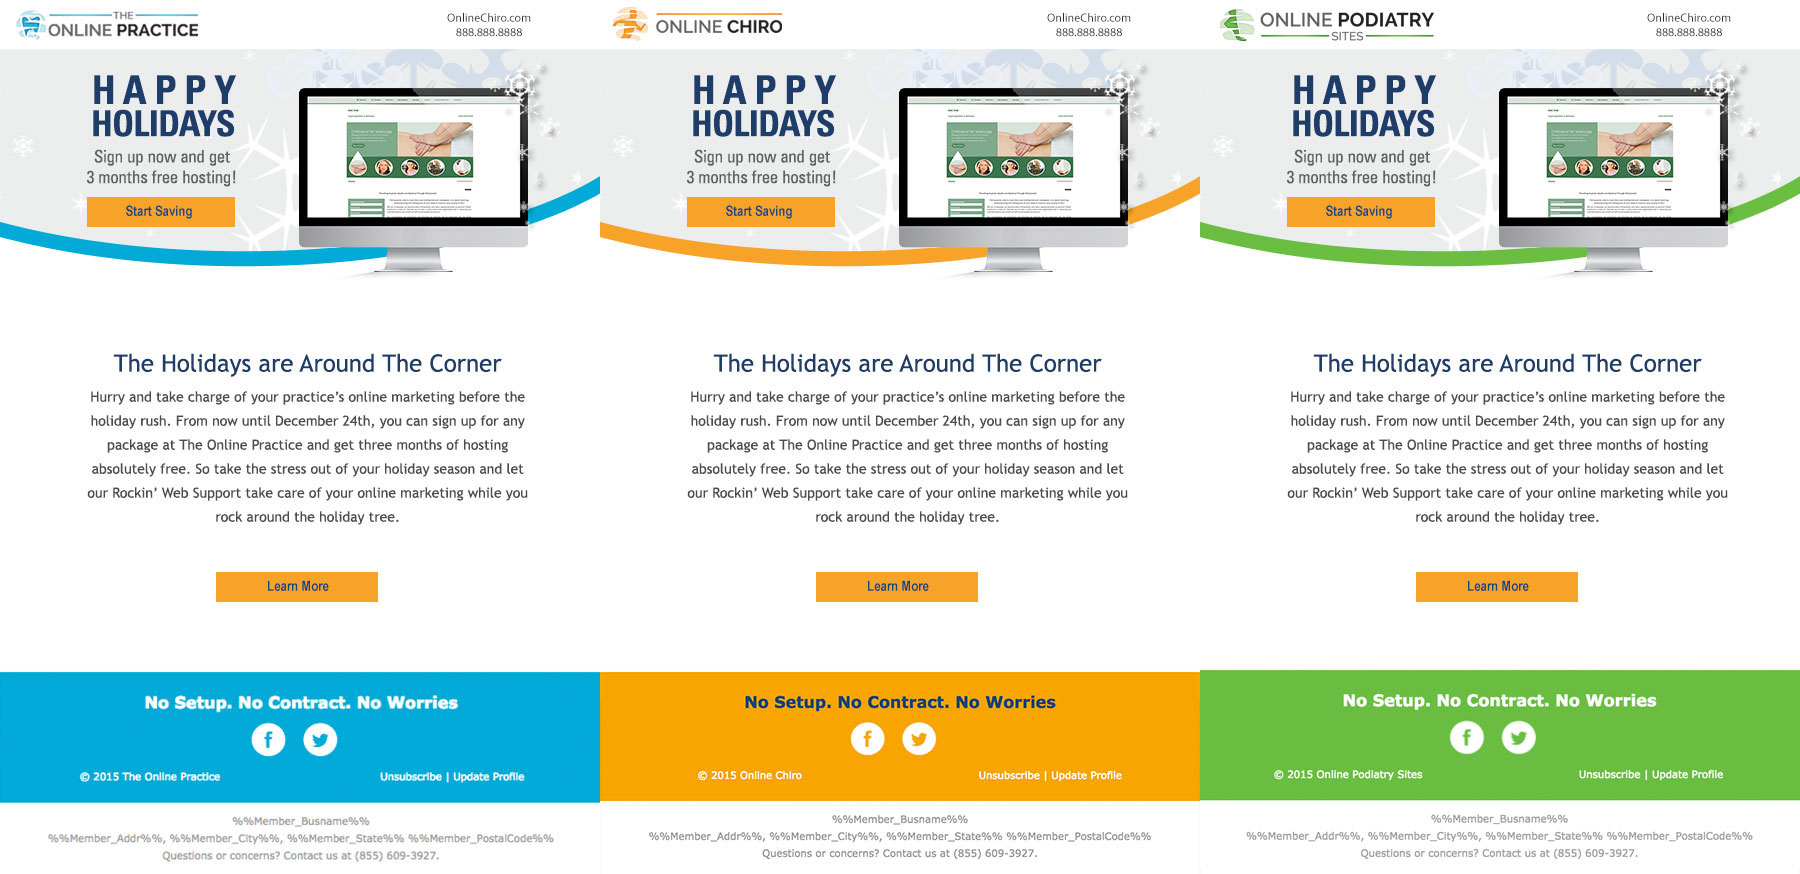 THE
ONLINE PRACTICE
OnlineChiro.com
888.888.8888
HAPPY
HOLIDAYS
Sign up now and get
3 months free hosting!
Start Saving
The Holidays are Around The Corner
Hurry and take charge of your practice’s online marketing before the
holiday rush. From now until December 24th, you can sign up for any
package at The Online Practice and get three months of hosting
absolutely free. So take the stress out of your holiday season and let
our Rockin’ Web Support take care of your online marketing while you
rock around the holiday tree.
Learn More
No Setup. No Contract. No Worries
© 2015 The Online Practice
Unsubscribe | Update Profile
%%Member_Busname%%
%%Member_Addr%%, %%Member_City%%, %%Member_State%% %%Member_PostalCode%%
Questions or concerns? Contact us at (855) 609-3927.
ONLINE CHIRO
OnlineChiro.com
888.888.8888
HAPPY
HOLIDAYS
Sign up now and get
3 months free hosting!
Start Saving
The Holidays are Around The Corner
Hurry and take charge of your practice’s online marketing before the
holiday rush. From now until December 24th, you can sign up for any
package at The Online Practice and get three months of hosting
absolutely free. So take the stress out of your holiday season and let
our Rockin’ Web Support take care of your online marketing while you
rock around the holiday tree.
Learn More
No Setup. No Contract. No Worries
© 2015 Online Chiro
Unsubscribe | Update Profile
%%Member_Busname%%
%%Member_Addr%%, %%Member_City%%, %%Member_State%% %%Member_PostalCode%%
Questions or concerns? Contact us at (855) 609-3927.
ONLINE PODIATRY
SITES
OnlineChiro.com
888.888.8888
HAPPY
HOLIDAYS
Sign up now and get
3 months free hosting!
Start Saving
The Holidays are Around The Corner
Hurry and take charge of your practice’s online marketing before the
holiday rush. From now until December 24th, you can sign up for any
package at The Online Practice and get three months of hosting
absolutely free. So take the stress out of your holiday season and let
our Rockin’ Web Support take care of your online marketing while you
rock around the holiday tree.
Learn More
No Setup. No Contract. No Worries
© 2015 Online Podiatry Sites
Unsubscribe | Update Profile
%%Member_Busname%%
%%Member_Addr%%, %%Member_City%%, %%Member_State%% %%Member_PostalCode%%
Questions or concerns? Contact us at (855) 609-3927.